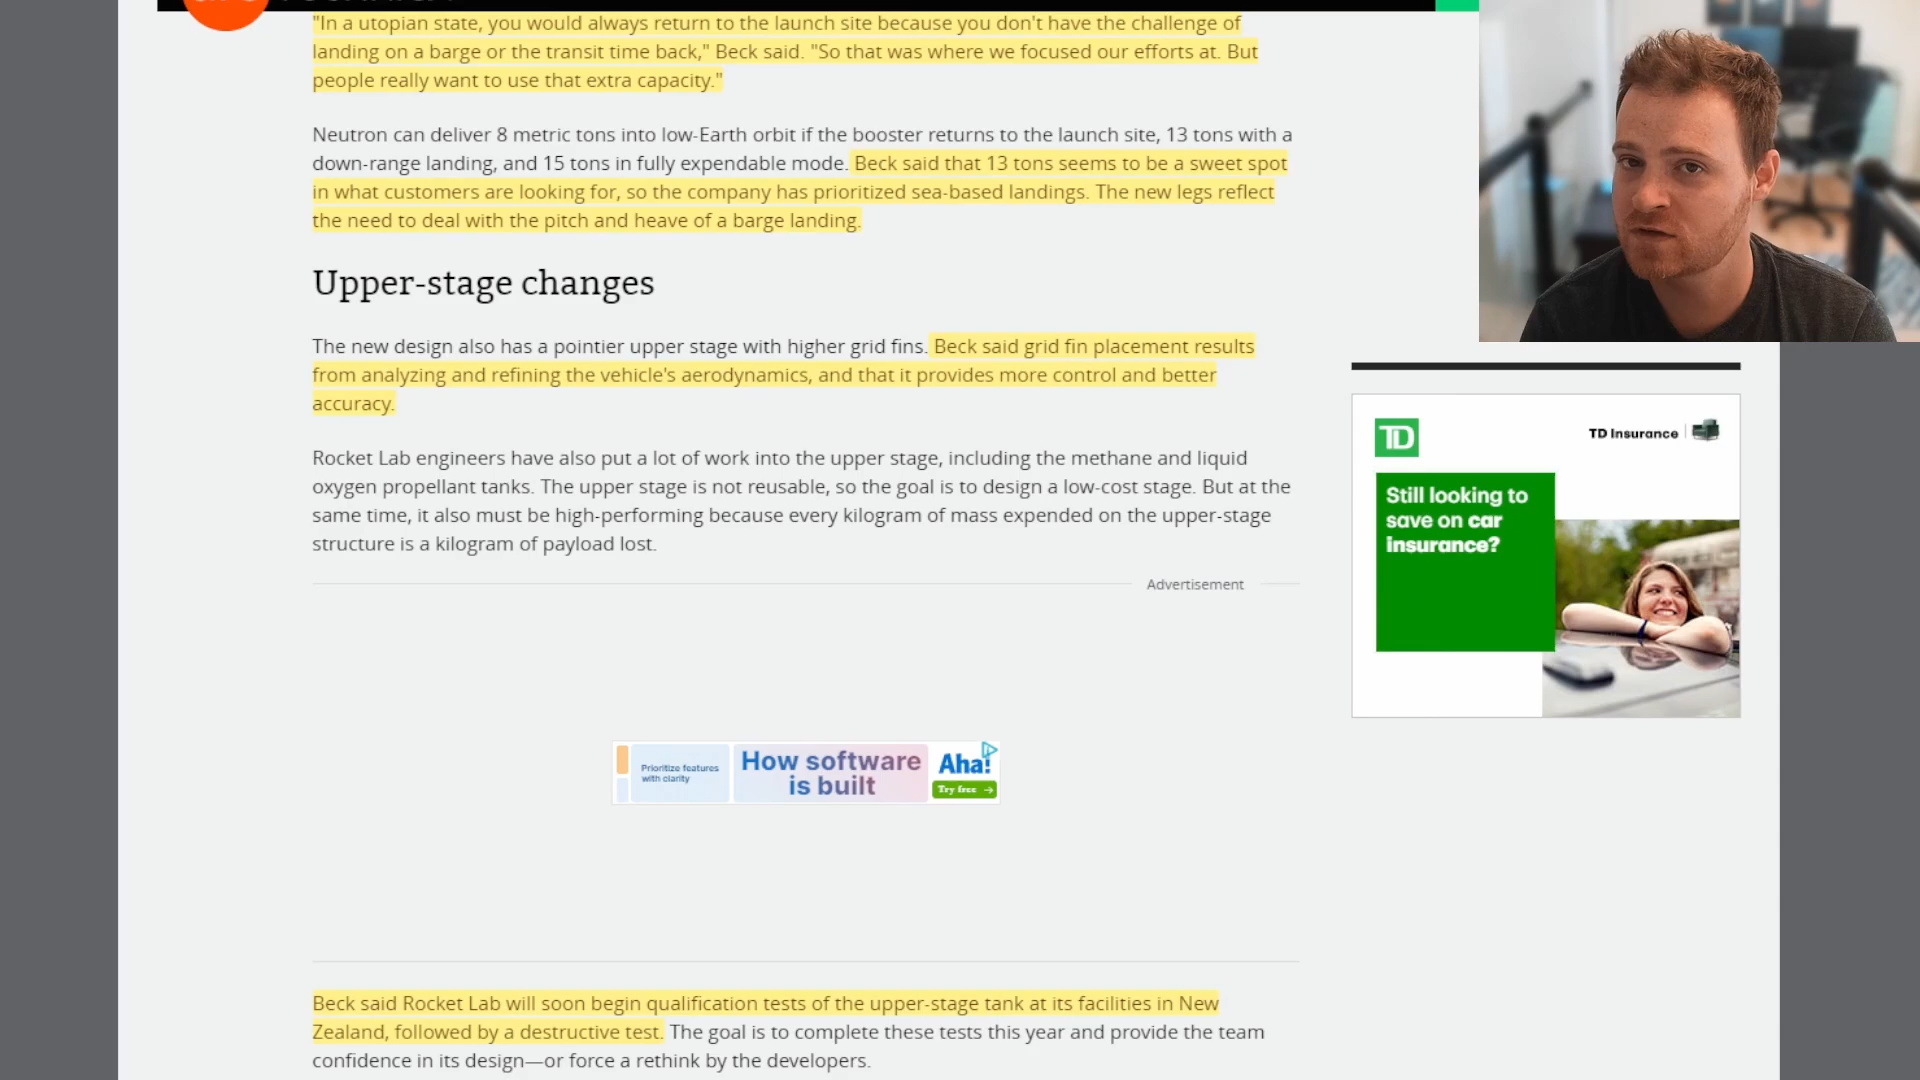 "In a utopian state, you would always return to the launch site because you don't have the challenge of
landing on a barge or the transit time back," Beck said. "So that was where we focused our efforts at. But
people really want to use that extra capacity."
Neutron can deliver 8 metric tons into low-Earth orbit if the booster returns to the launch site, 13 tons with a
down-range landing, and 15 tons in fully expendable mode. Beck said that 13 tons seems to be a sweet spot
in what customers are looking for, so the company has prioritized sea-based landings. The new legs reflect
the need to deal with the pitch and heave of a barge landing.
Upper-stage changes
The new design also has a pointier upper stage with higher grid fins. Beck said grid fin placement results
from analyzing and refining the vehicle's aerodynamics, and that it provides more control and better
accuracy.
Rocket Lab engineers have also put a lot of work into the upper stage, including the methane and liquid
oxygen propellant tanks. The upper stage is not reusable, so the goal is to design a low-cost stage. But at the
same time, it also must be high-performing because every kilogram of mass expended on the upper-stage
structure is a kilogram of payload lost.
Advertisement
Prioritize features
with clarity
How software
is built
Aha!
Try free →
Beck said Rocket Lab will soon begin qualification tests of the upper-stage tank at its facilities in New
Zealand, followed by a destructive test. The goal is to complete these tests this year and provide the team
confidence in its design—or force a rethink by the developers.
TD
TD Insurance
Still looking to
save on car
insurance?